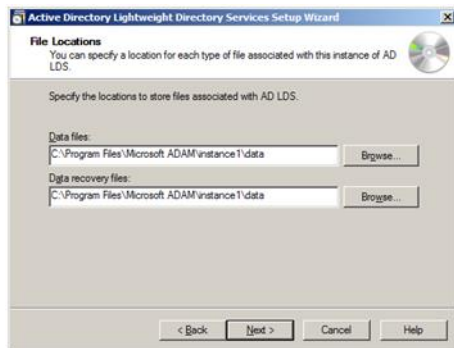 Active Directory Lightweight Directory Services Setup Wizard
File Locations
You can specify a location for each type of file associated with this instance of AD
LDS.
Specify the locations to store files associated with AD LDS.
Data files:
C:\Program Files\Microsoft ADAM\instance1\data
Browse...
Data recovery files:
C:\Program Files\Microsoft ADAM\instance1\data
Browse...
< Back Next > Cancel Help